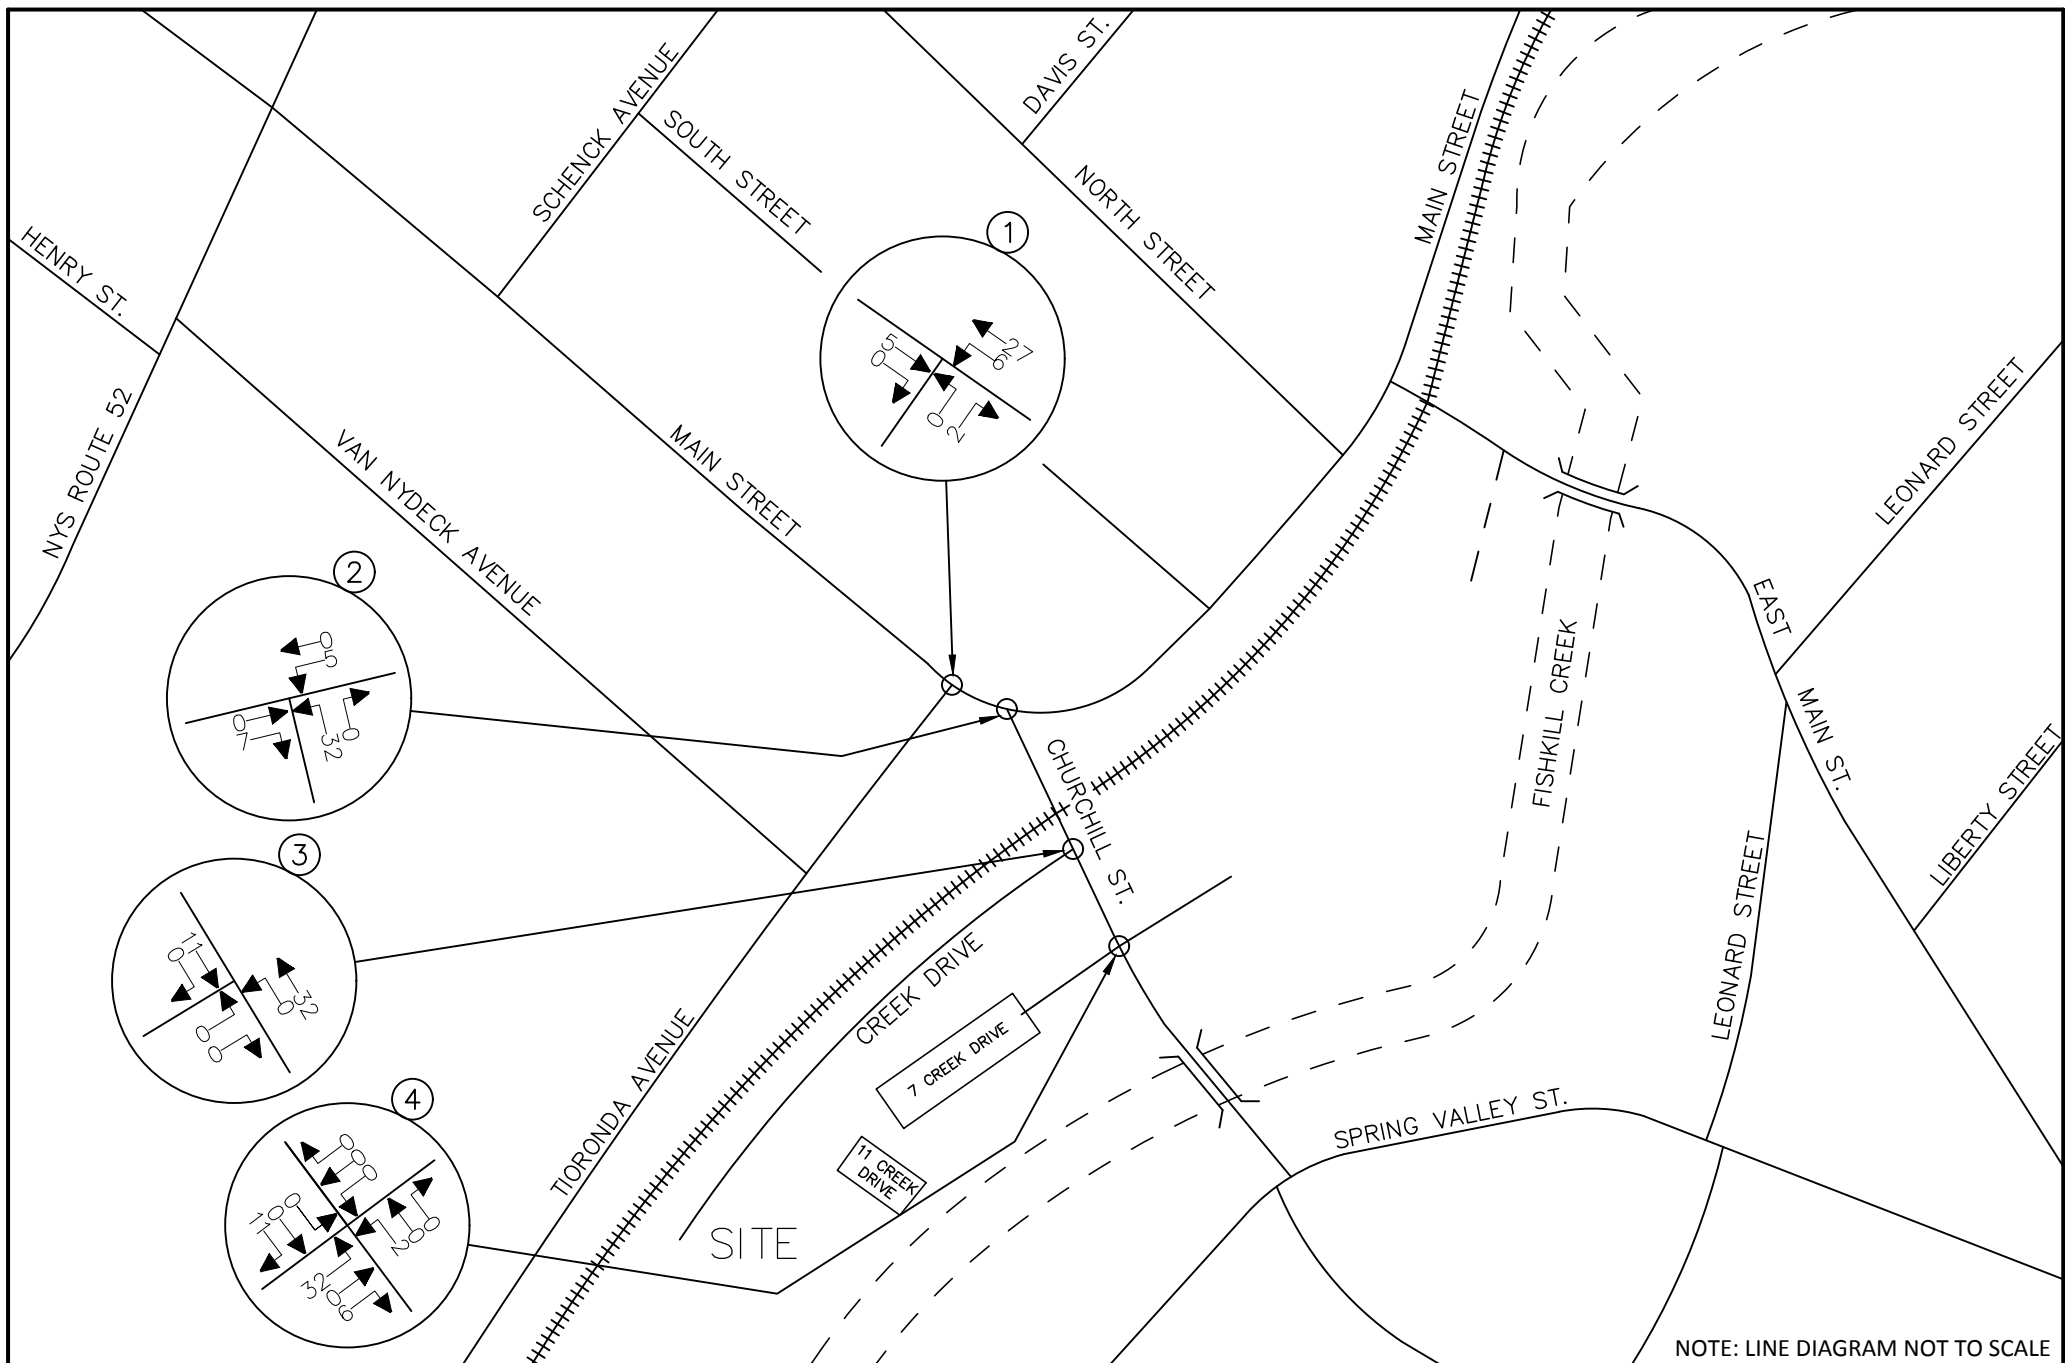 DAVIS ST.
SCHENCK AVENUE
SOUTH STREET
MAIN STREET
NORTH STREET
HENRY ST.
1
27
6
5
0
0
2
LEONARD STREET
NYS ROUTE 52
VAN NYDECK AVENUE
MAIN STREET
2
0
5
0
7
32
0
EAST
MAIN ST.
FISHKILL CREEK
LIBERTY STREET
CHURCHILL ST.
3
11
0
32
0
0
0
LEONARD STREET
CREEK DRIVE
7 CREEK DRIVE
TIORONDA AVENUE
4
0
0
0
0
0
11
2
0
0
32
0
6
11 CREEK
DRIVE
SPRING VALLEY ST.
SITE
NOTE: LINE DIAGRAM NOT TO SCALE